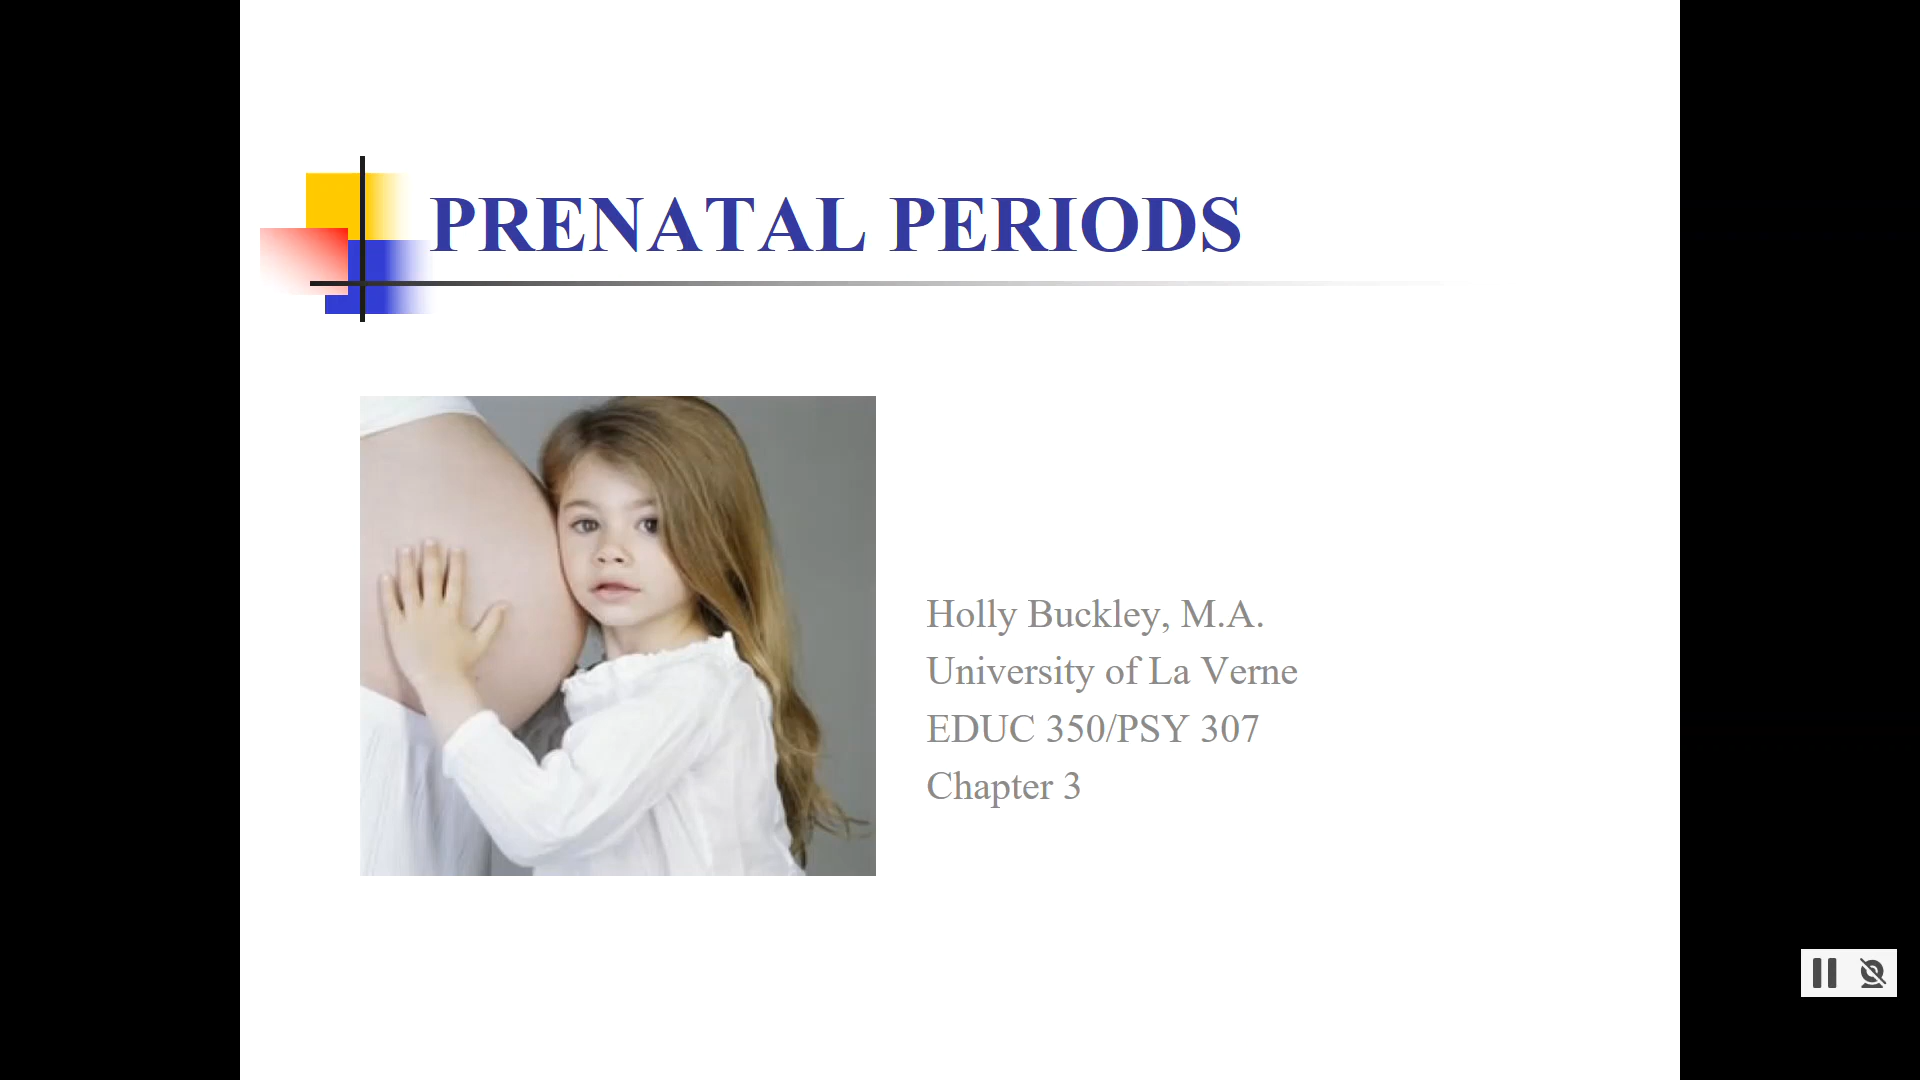 PRENATAL PERIODS
Holly Buckley, M.A.
University of La Verne
EDUC 350/PSY 307
Chapter 3